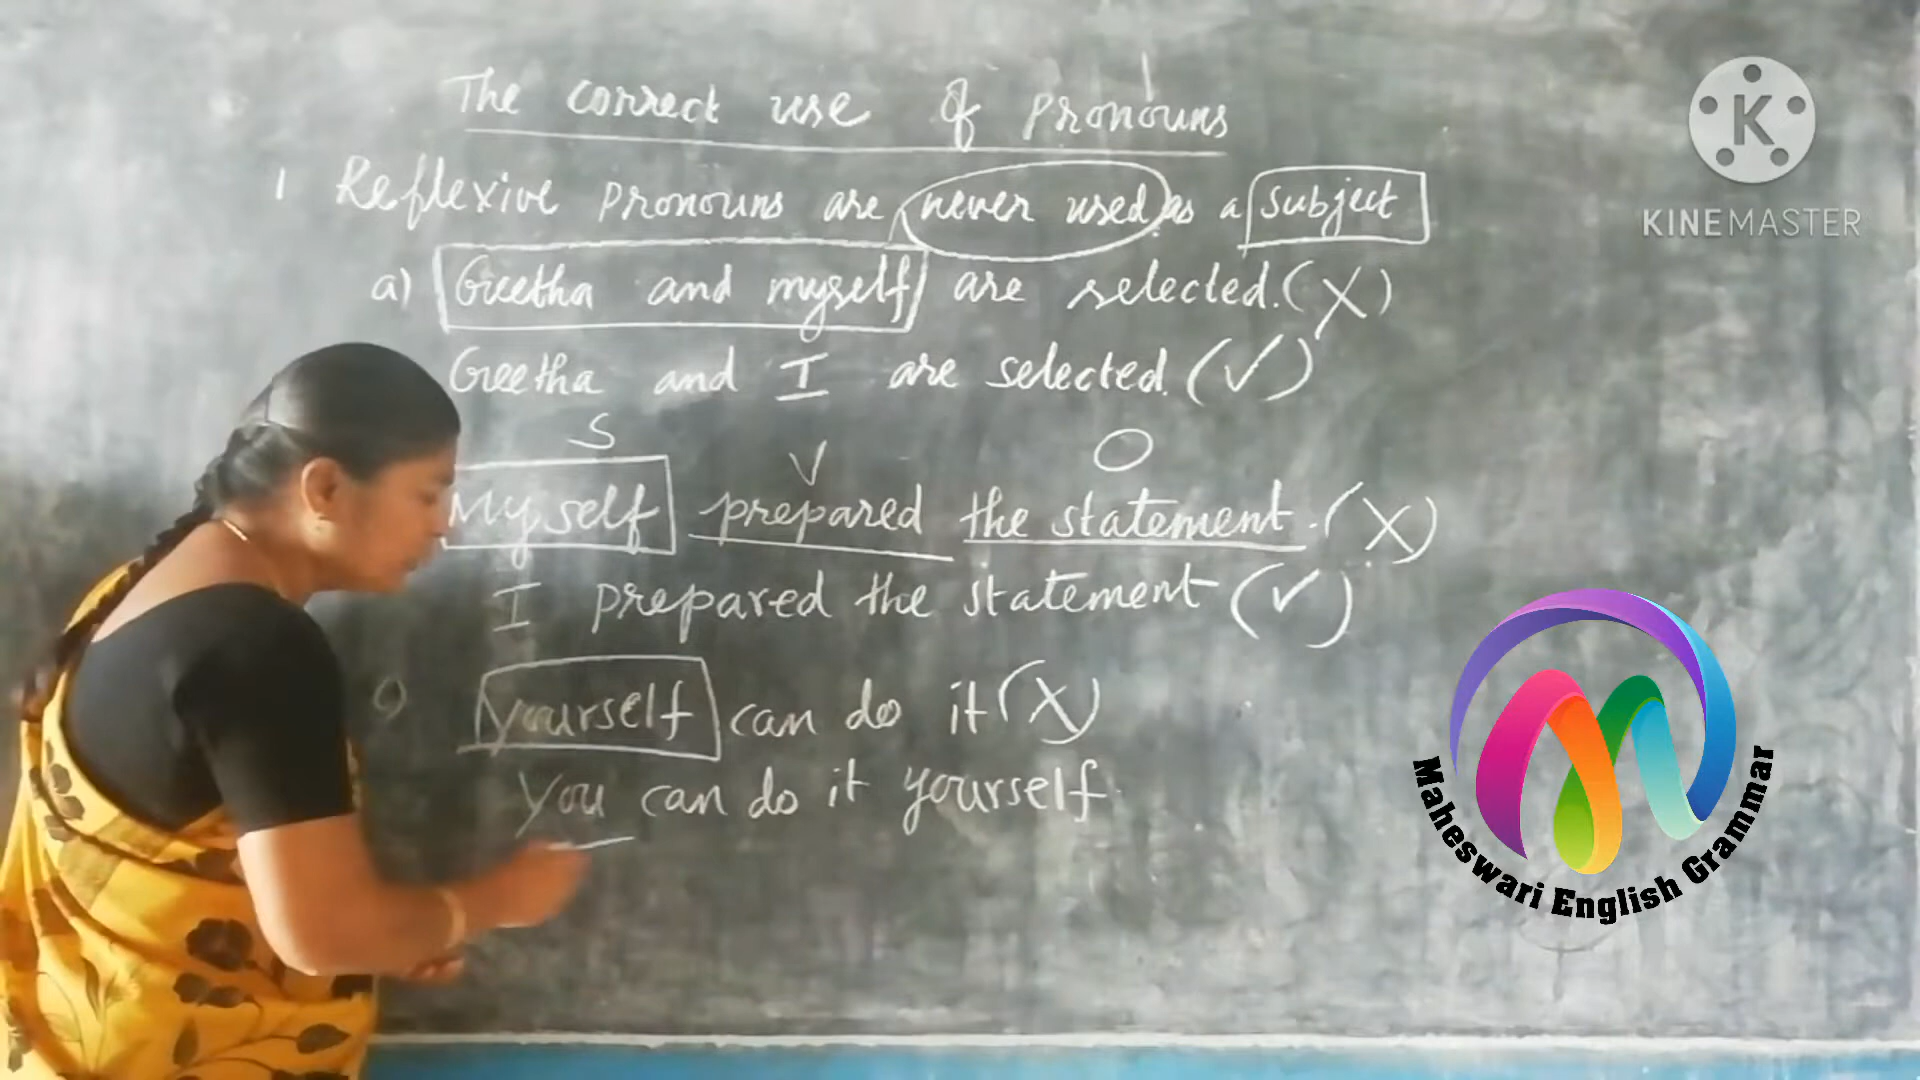 The correct use of pronouns
1 Reflexive pronouns are never used as a subject
a) Geetha and myself are selected. (X)
Geetha and I are selected. (✓)
S V O
Myself prepared the statement. (X)
I prepared the statement (✓)
yourself can do it (X)
You can do it yourself.
K
KINEMASTER
Maheswari English Grammar